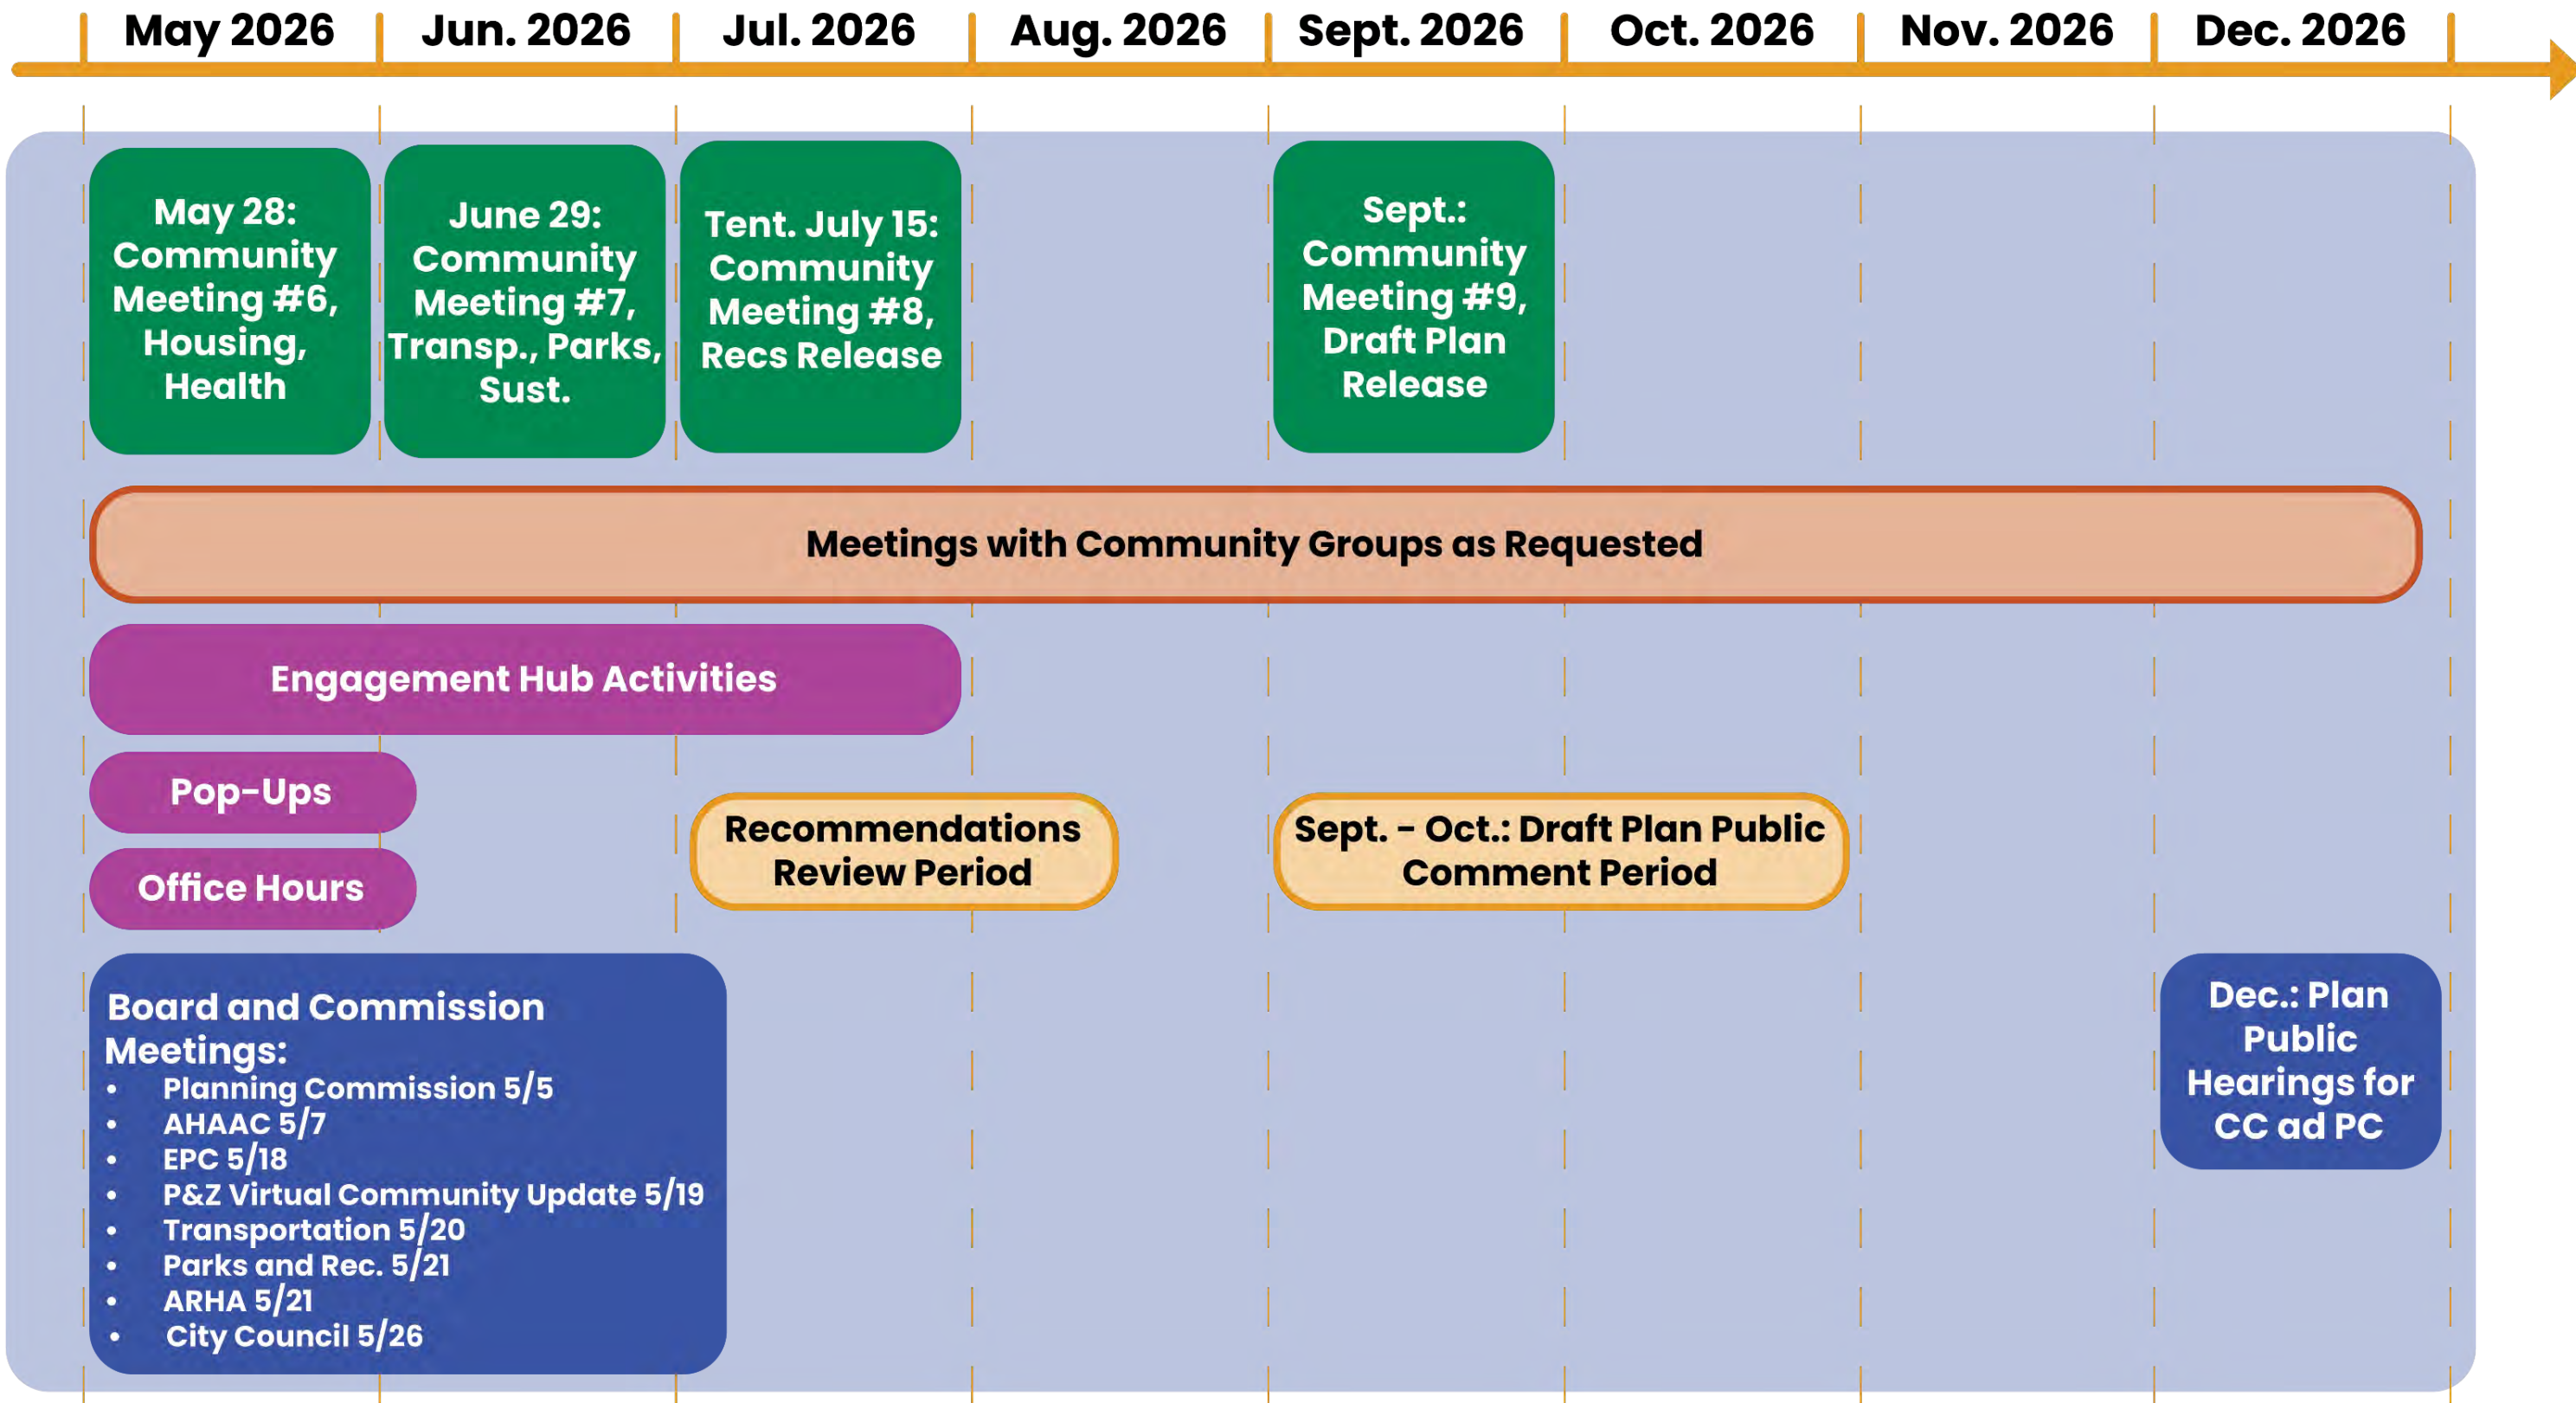 May 2026
Jun. 2026
Jul. 2026
Aug. 2026
Sept. 2026
Oct. 2026
Nov. 2026
Dec. 2026
May 28:
Community
Meeting #6,
Housing,
Health
June 29:
Community
Meeting #7,
Transp., Parks,
Sust.
Tent. July 15:
Community
Meeting #8,
Recs Release
Sept.:
Community
Meeting #9,
Draft Plan
Release
Meetings with Community Groups as Requested
Engagement Hub Activities
Pop-Ups
Office Hours
Recommendations
Review Period
Sept. - Oct.: Draft Plan Public
Comment Period
Board and Commission
Meetings:
• Planning Commission 5/5
• AHAAC 5/7
• EPC 5/18
• P&Z Virtual Community Update 5/19
• Transportation 5/20
• Parks and Rec. 5/21
• ARHA 5/21
• City Council 5/26
Dec.: Plan
Public
Hearings for
CC ad PC